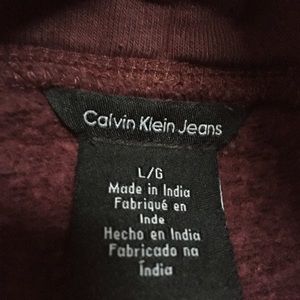 Calvin Klein Jeans
L/G
Made in India
Fabriqué en
Inde
Hecho en India
Fabricado na
Índia